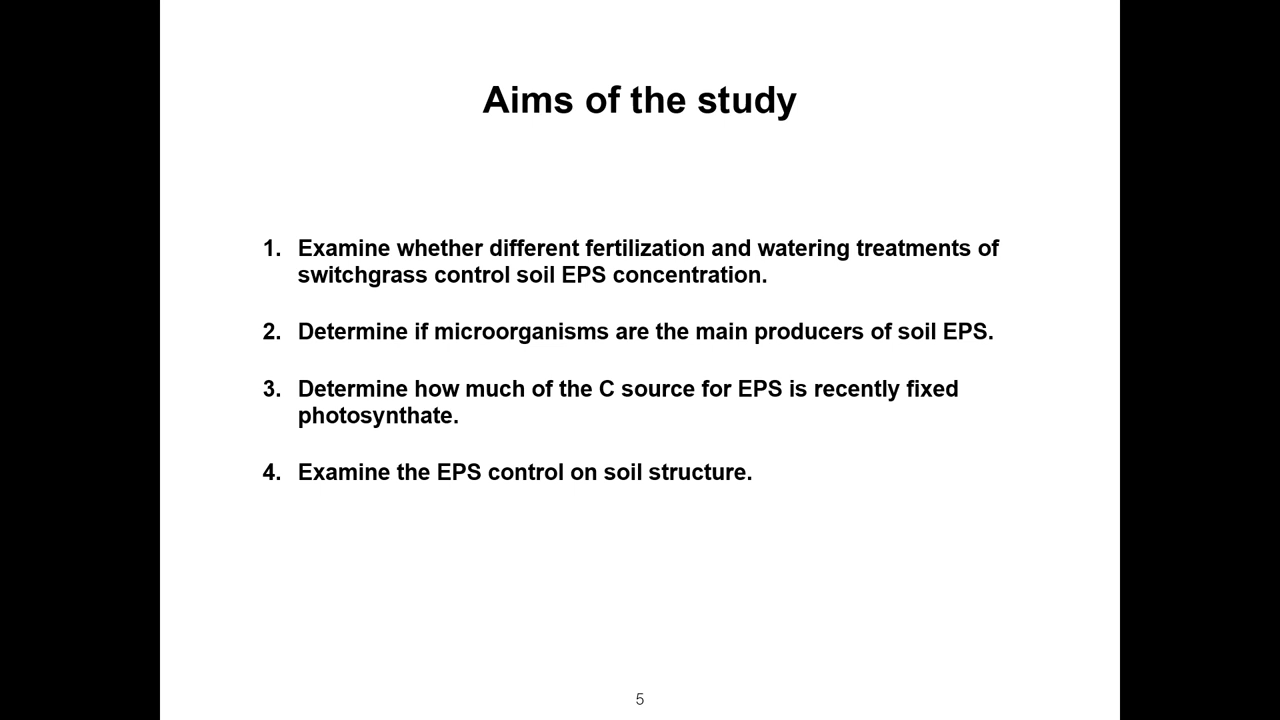 Aims of the study
1. Examine whether different fertilization and watering treatments of
switchgrass control soil EPS concentration.
2. Determine if microorganisms are the main producers of soil EPS.
3. Determine how much of the C source for EPS is recently fixed
photosynthate.
4. Examine the EPS control on soil structure.
5